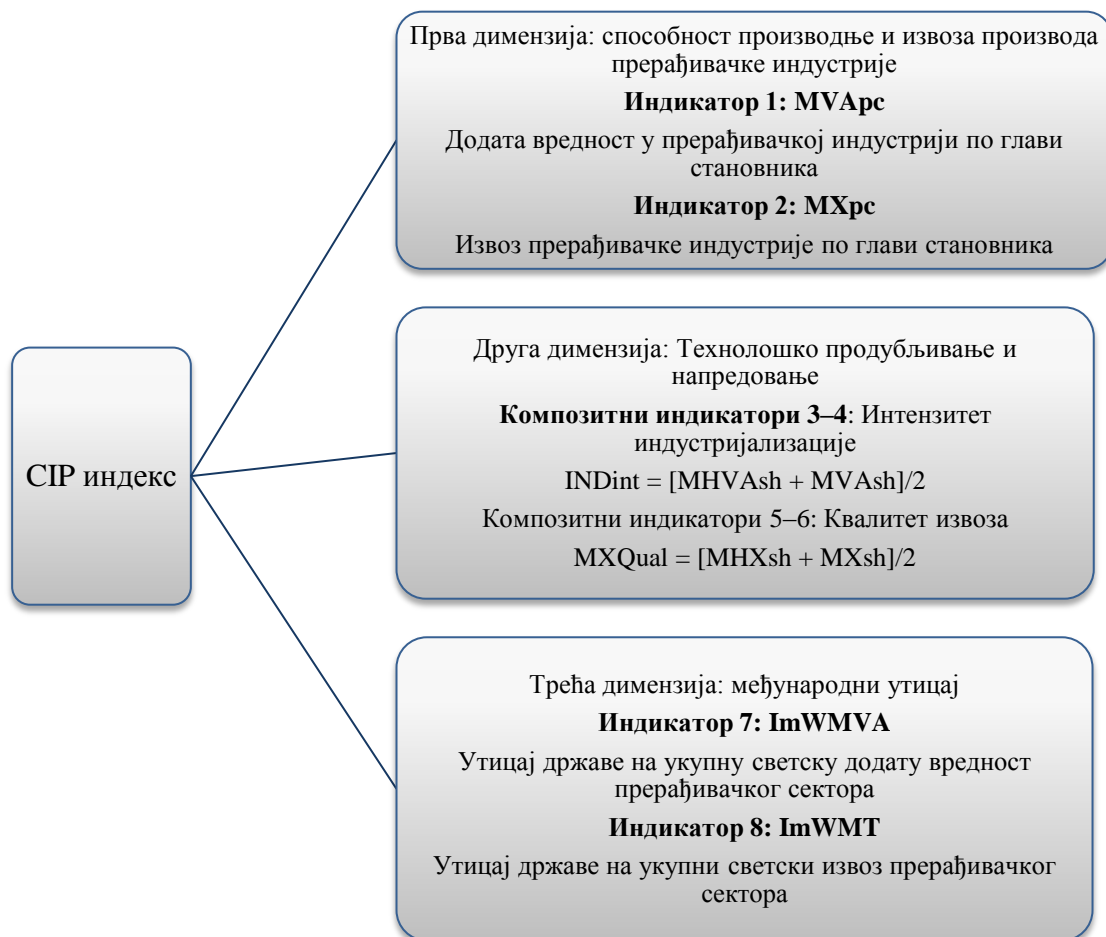 Прва димензија: способност производње и извоза производа
прерађивачке индустрије
Индикатор 1: MVApc
Додата вредност у прерађивачкој индустрији по глави
становника
Индикатор 2: MXpc
Извоз прерађивачке индустрије по глави становника
CIP индекс
Друга димензија: Технолошко продубљивање и
напредовање
Композитни индикатори 3–4: Интензитет
индустријализације
INDint = [MHVAsh + MVAsh]/2
Композитни индикатори 5–6: Квалитет извоза
MXQual = [MHXsh + MXsh]/2
Трећа димензија: међународни утицај
Индикатор 7: ImWMVA
Утицај државе на укупну светску додату вредност
прерађивачког сектора
Индикатор 8: ImWMT
Утицај државе на укупни светски извоз прерађивачког
сектора